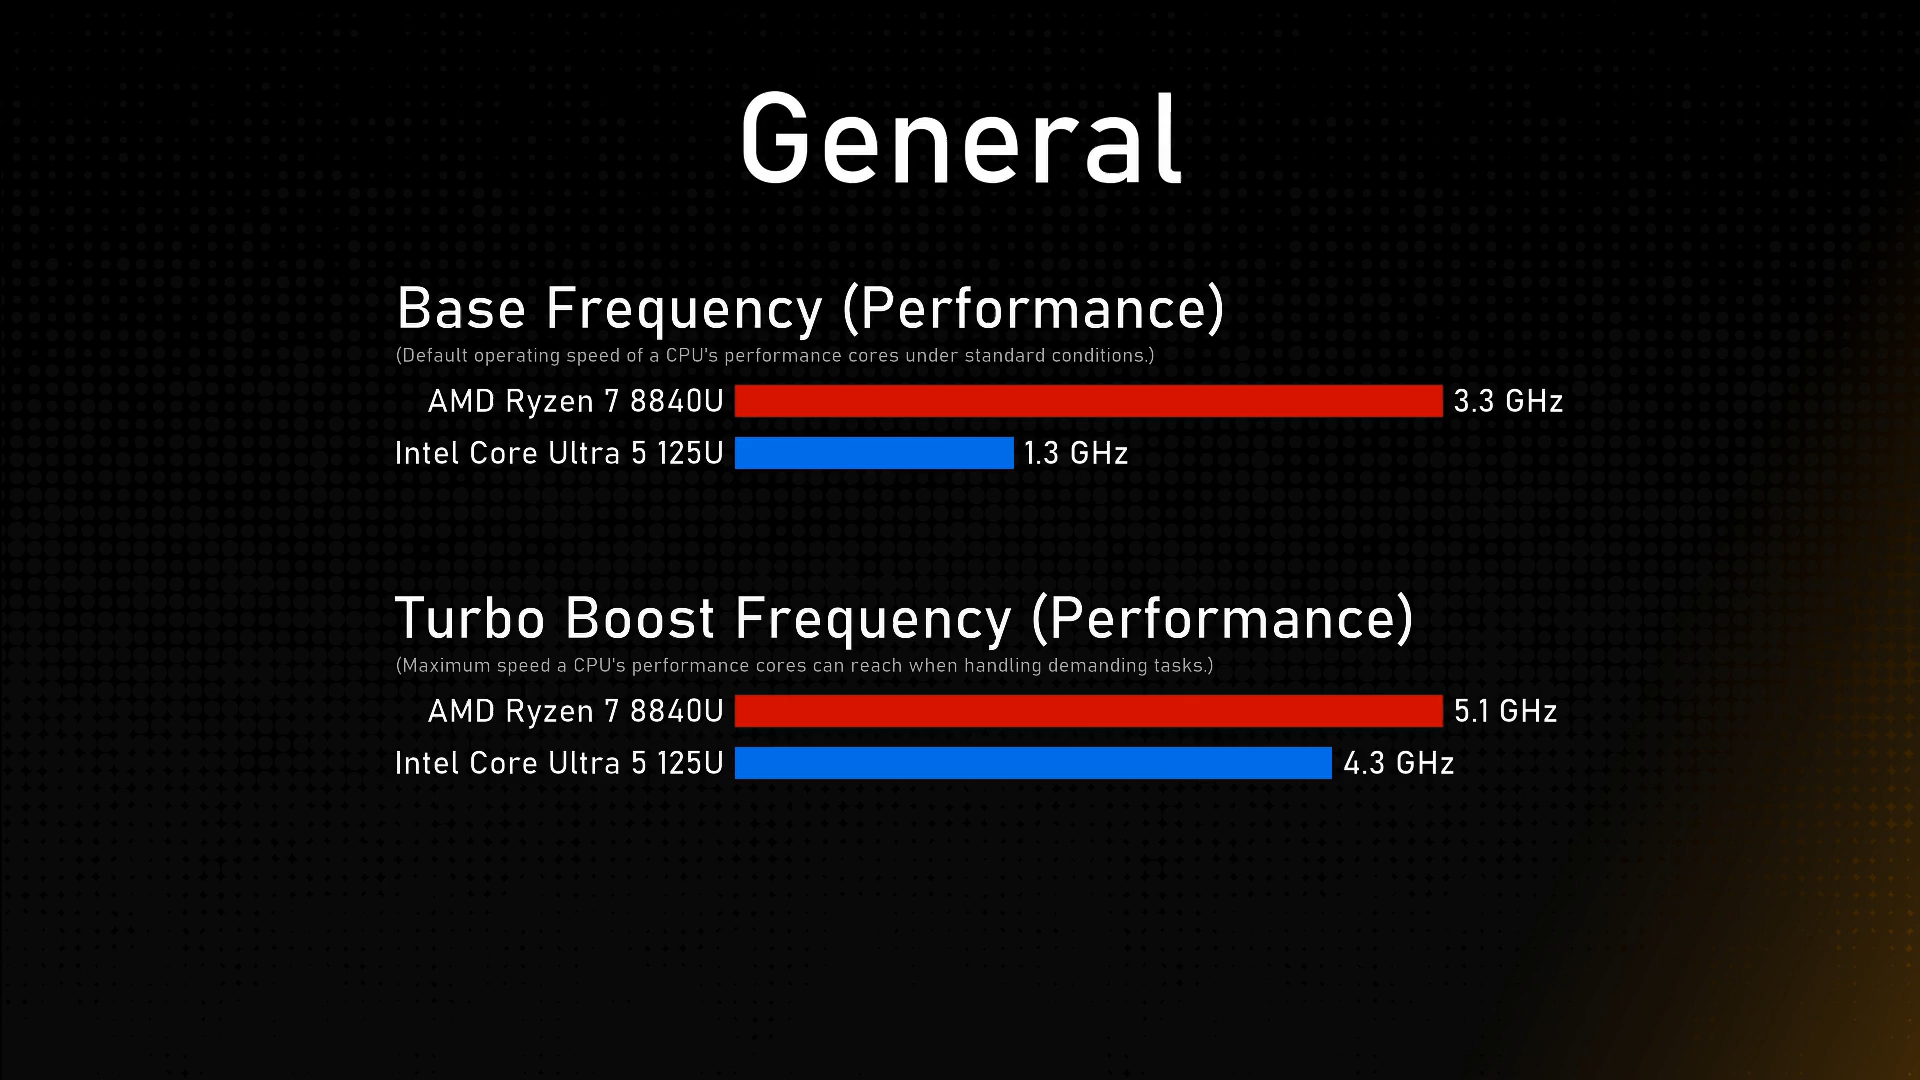 General
Base Frequency (Performance)
(Default operating speed of a CPU's performance cores under standard conditions.)
AMD Ryzen 7 8840U 3.3 GHz
Intel Core Ultra 5 125U 1.3 GHz
Turbo Boost Frequency (Performance)
(Maximum speed a CPU's performance cores can reach when handling demanding tasks.)
AMD Ryzen 7 8840U 5.1 GHz
Intel Core Ultra 5 125U 4.3 GHz